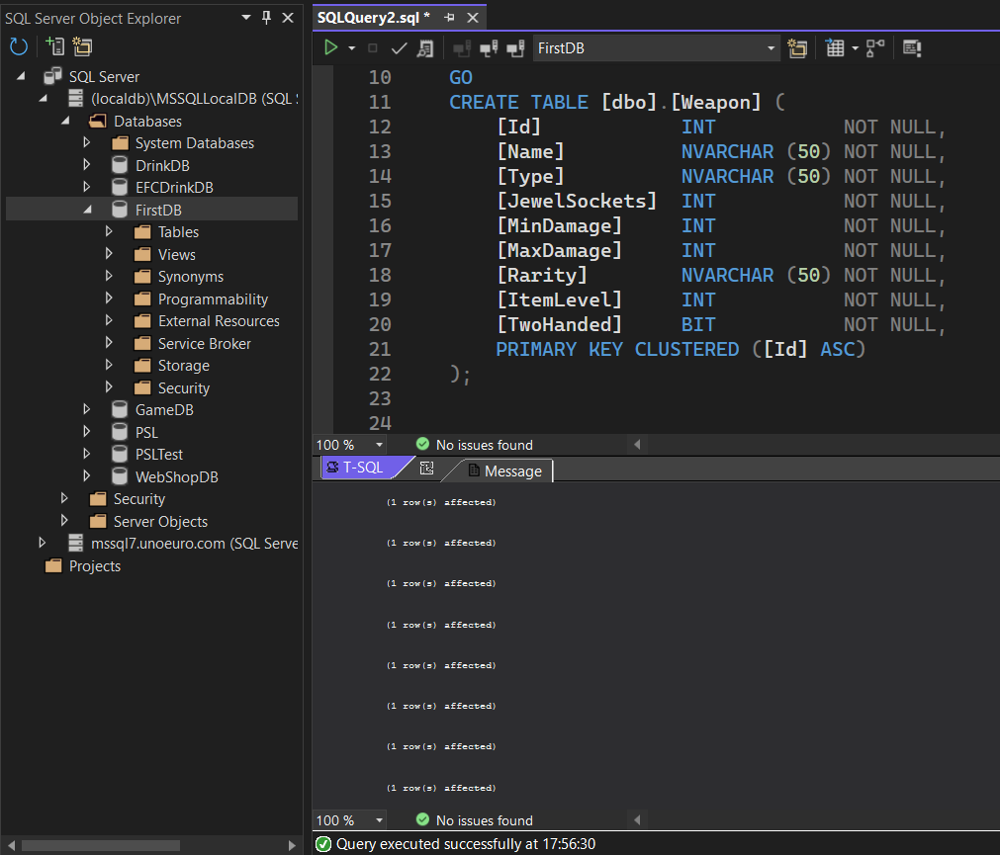 SQL Server Object Explorer
SQL Server
(localdb)\MSSQLLocalDB (SQL
Databases
System Databases
DrinkDB
EFCDrinkDB
FirstDB
Tables
Views
Synonyms
Programmability
External Resources
Service Broker
Storage
Security
GameDB
PSL
PSLTest
WebShopDB
Security
Server Objects
mssql7.unoeuro.com (SQL Serve
Projects
SQLQuery2.sql *
FirstDB
10 GO
11 CREATE TABLE [dbo].[Weapon] (
12 [Id] INT NOT NULL,
13 [Name] NVARCHAR (50) NOT NULL,
14 [Type] NVARCHAR (50) NOT NULL,
15 [JewelSockets] INT NOT NULL,
16 [MinDamage] INT NOT NULL,
17 [MaxDamage] INT NOT NULL,
18 [Rarity] NVARCHAR (50) NOT NULL,
19 [ItemLevel] INT NOT NULL,
20 [TwoHanded] BIT NOT NULL,
21 PRIMARY KEY CLUSTERED ([Id] ASC)
22 );
23
24
100 % No issues found
T-SQL Message
(1 row(s) affected)
(1 row(s) affected)
(1 row(s) affected)
(1 row(s) affected)
(1 row(s) affected)
(1 row(s) affected)
(1 row(s) affected)
(1 row(s) affected)
100 % No issues found
Query executed successfully at 17:56:30